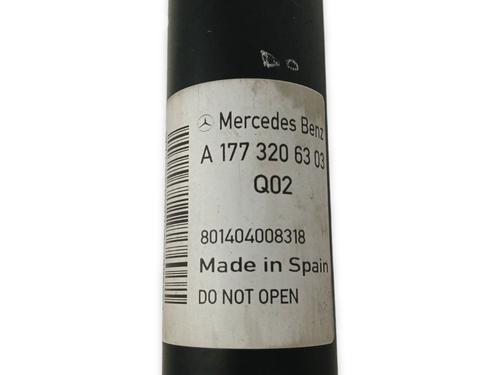 Mercedes Benz
A 177 320 63 03
Q02
801404008318
Made in Spain
DO NOT OPEN